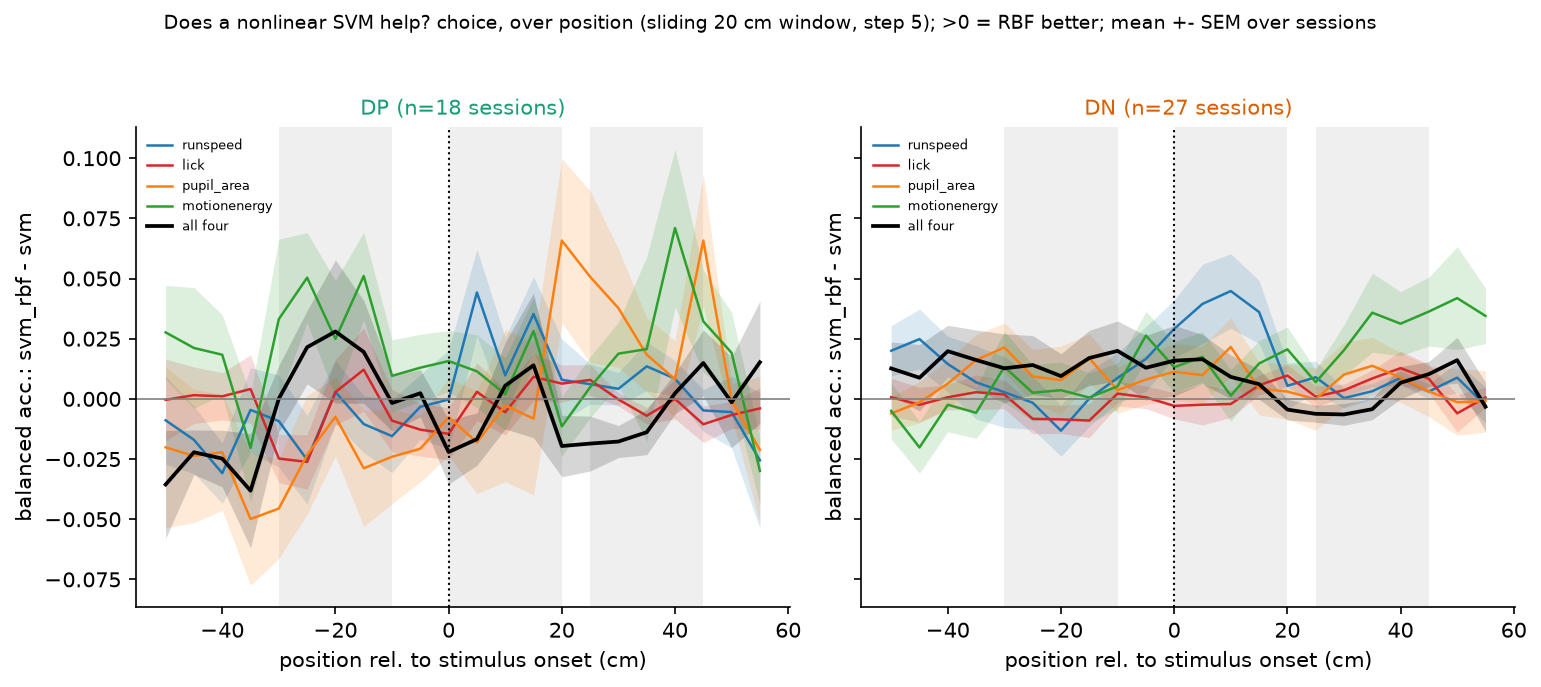 Does a nonlinear SVM help? choice, over position (sliding 20 cm window, step 5); >0 = RBF better; mean +- SEM over sessions
DP (n=18 sessions)
balanced acc.: svm_rbf - svm
0.100
0.075
0.050
0.025
0.000
−0.025
−0.050
−0.075
runspeed
lick
pupil_area
motionenergy
all four
−40
−20
0
20
40
60
position rel. to stimulus onset (cm)
DN (n=27 sessions)
balanced acc.: svm_rbf - svm
runspeed
lick
pupil_area
motionenergy
all four
−40
−20
0
20
40
60
position rel. to stimulus onset (cm)